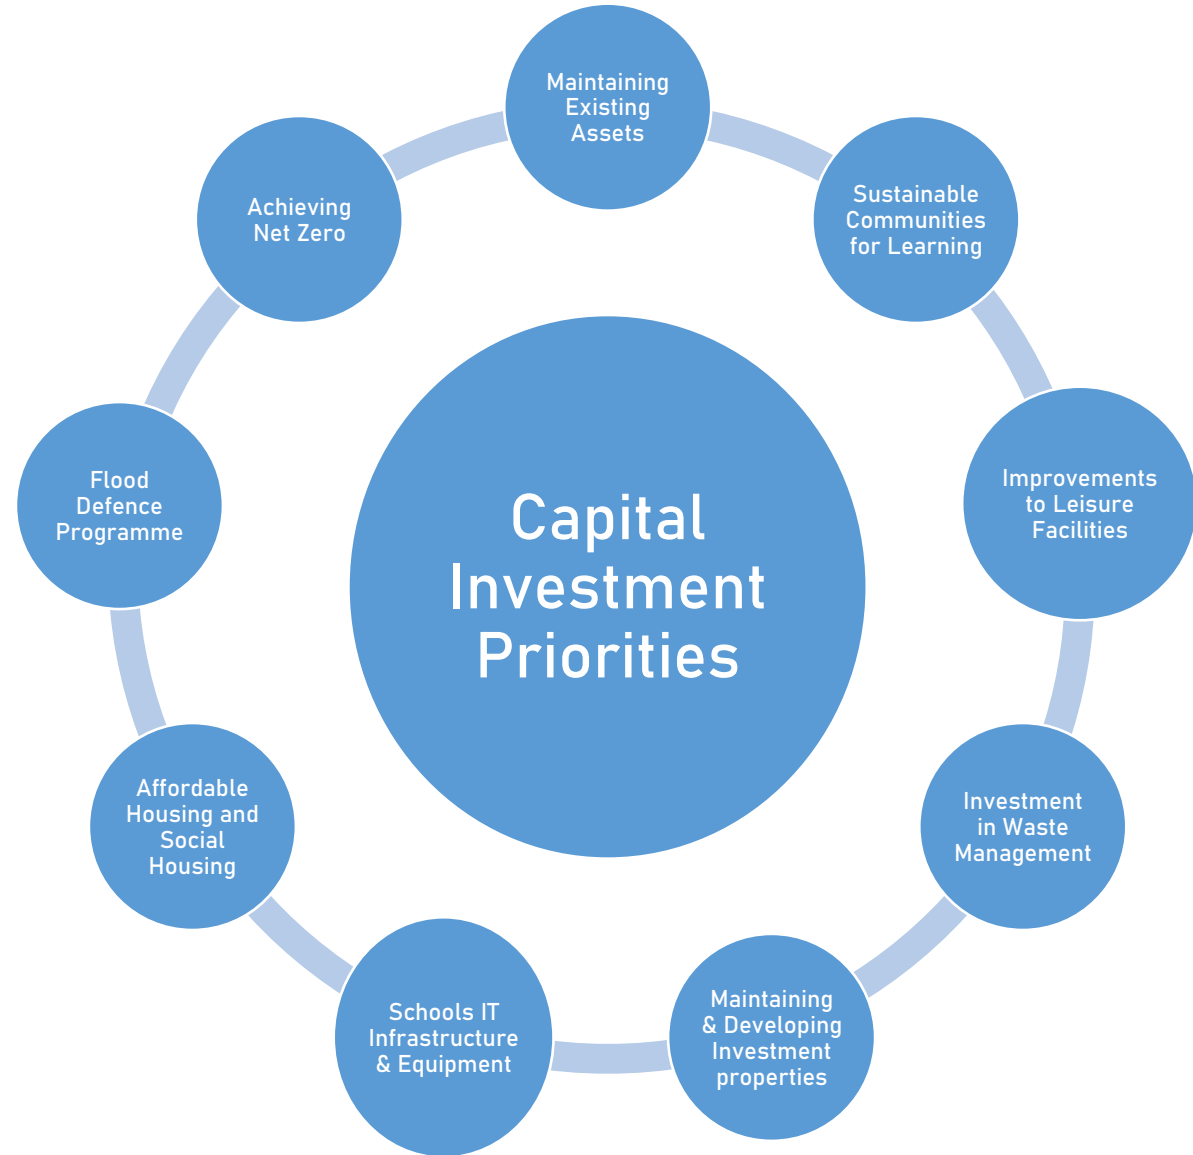 Maintaining
Existing
Assets
Sustainable
Communities
for Learning
Improvements
to Leisure
Facilities
Investment
in Waste
Management
Maintaining
& Developing
Investment
properties
Schools IT
Infrastructure
& Equipment
Affordable
Housing and
Social
Housing
Flood
Defence
Programme
Achieving
Net Zero
Capital
Investment
Priorities